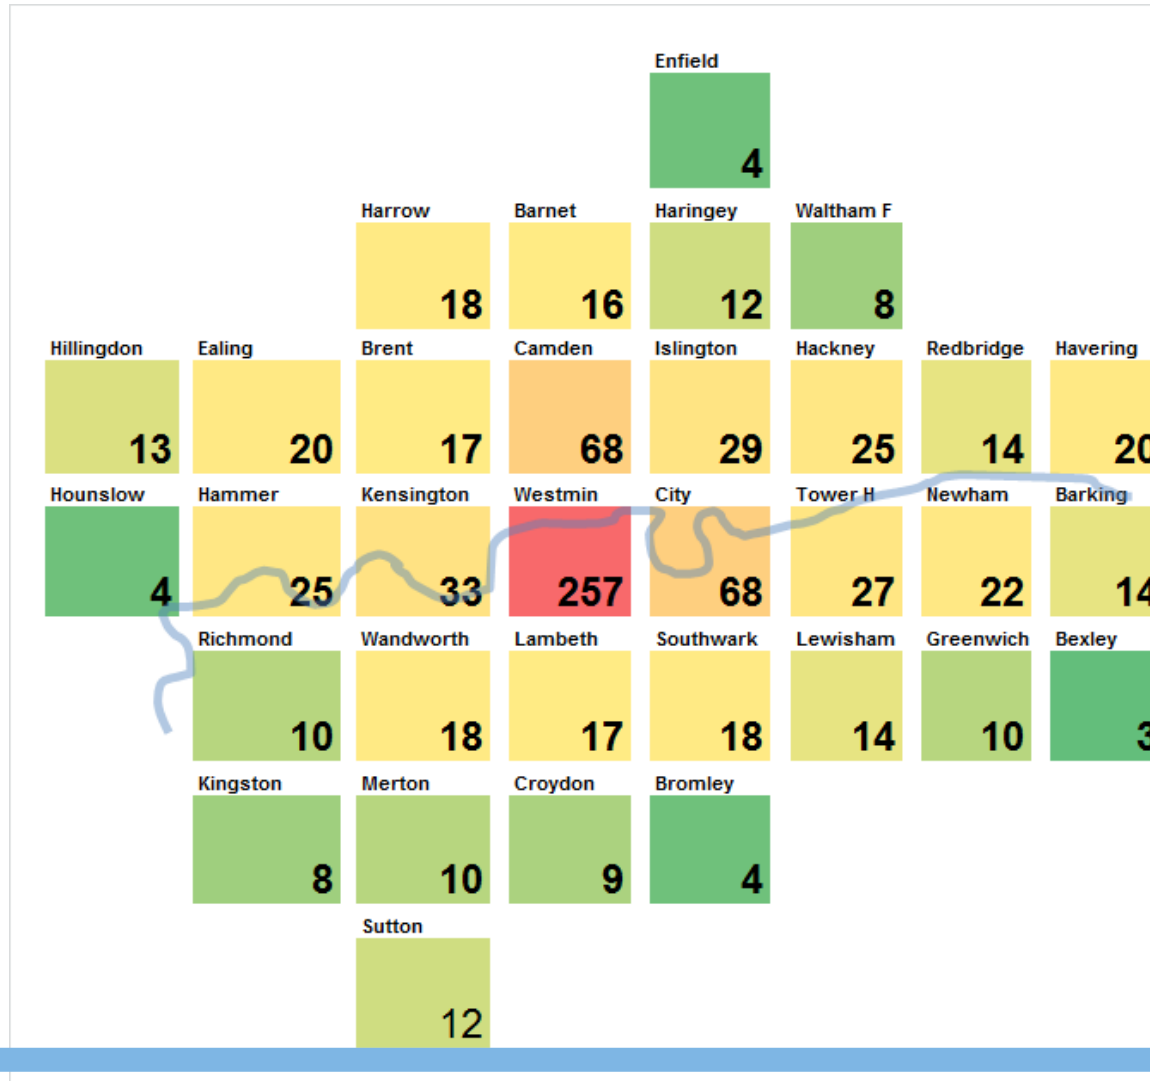 Enfield
4
Harrow Barnet Haringey Waltham F
18 16 12 8
Hillingdon Ealing Brent Camden Islington Hackney Redbridge Havering
13 20 17 68 29 25 14 20
Hounslow Hammer Kensington Westmin City Tower H Newham Barking
4 25 33 257 68 27 22 14
Richmond Wandworth Lambeth Southwark Lewisham Greenwich Bexley
10 18 17 18 14 10 3
Kingston Merton Croydon Bromley
8 10 9 4
Sutton
12